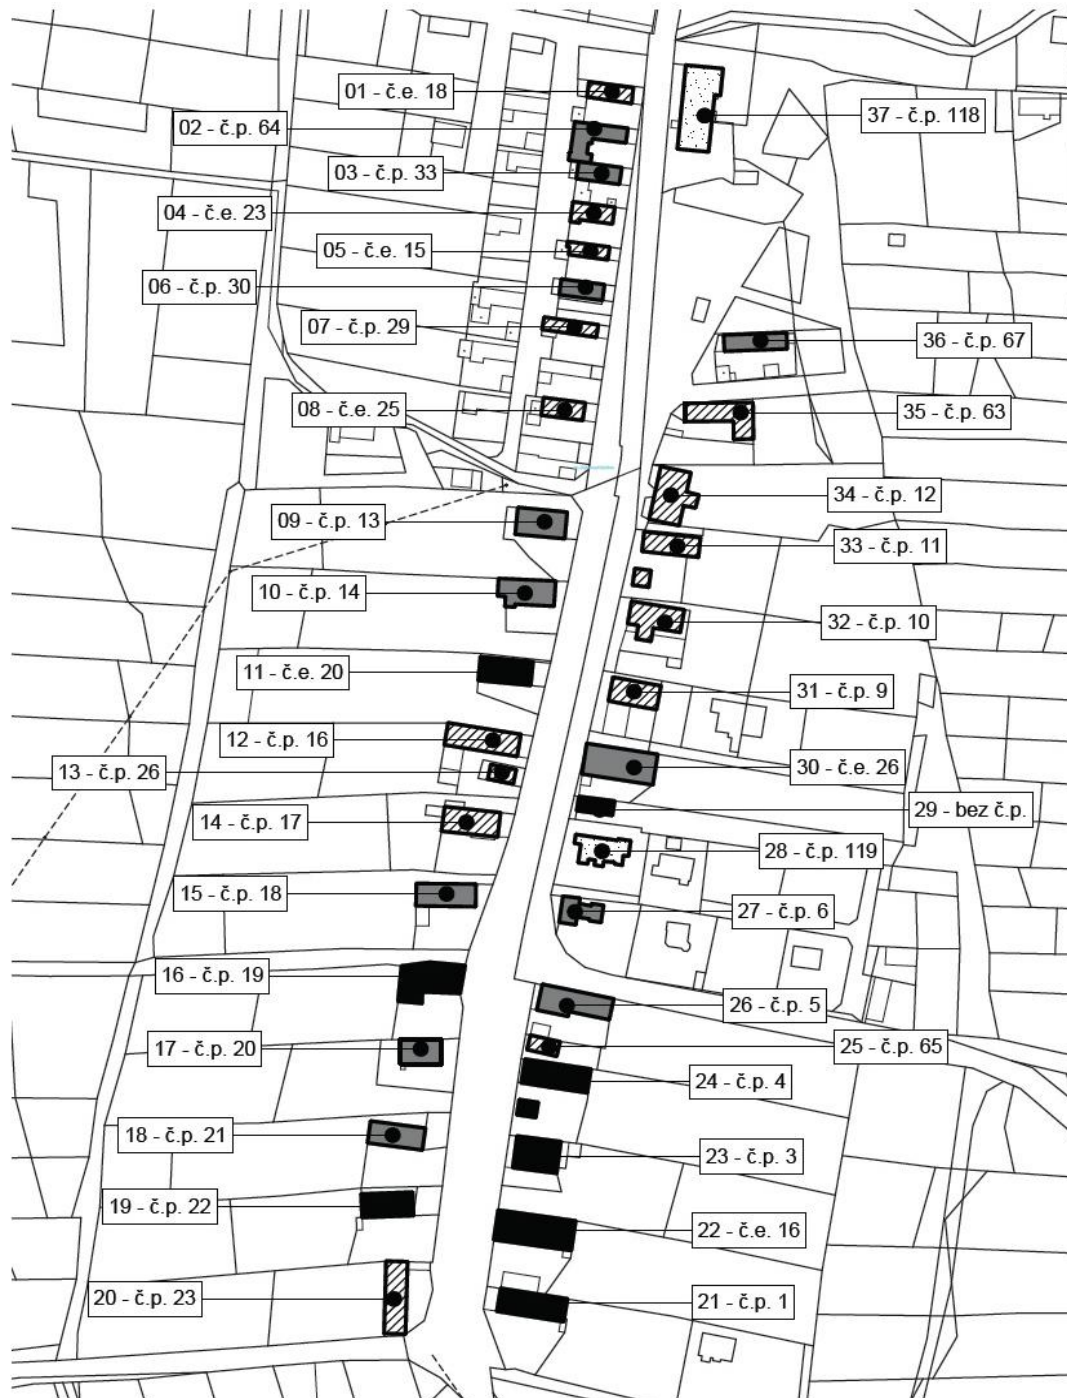 01 - č.e. 18
02 - č.p. 64
03 - č.p. 33
04 - č.e. 23
05 - č.e. 15
06 - č.p. 30
07 - č.p. 29
08 - č.e. 25
09 - č.p. 13
10 - č.p. 14
11 - č.e. 20
12 - č.p. 16
13 - č.p. 26
14 - č.p. 17
15 - č.p. 18
16 - č.p. 19
17 - č.p. 20
18 - č.p. 21
19 - č.p. 22
20 - č.p. 23
37 - č.p. 118
36 - č.p. 67
35 - č.p. 63
34 - č.p. 12
33 - č.p. 11
32 - č.p. 10
31 - č.p. 9
30 - č.e. 26
29 - bez č.p.
28 - č.p. 119
27 - č.p. 6
26 - č.p. 5
25 - č.p. 65
24 - č.p. 4
23 - č.p. 3
22 - č.e. 16
21 - č.p. 1